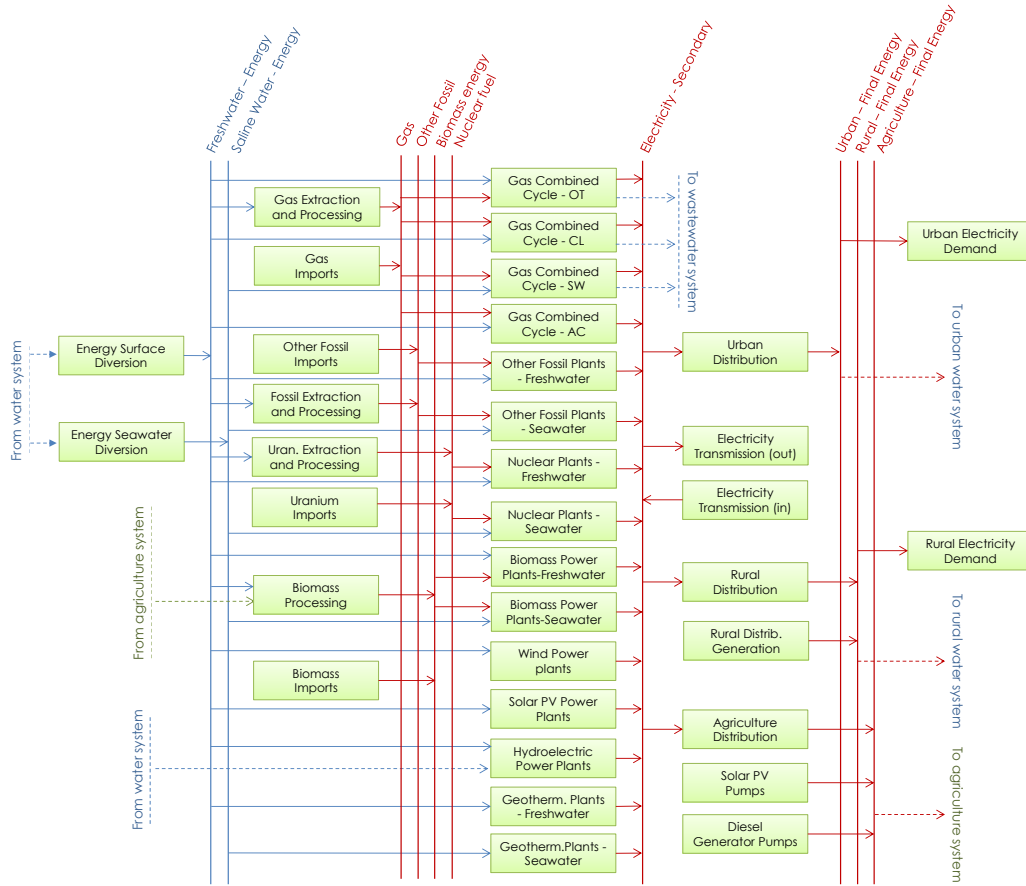 Freshwater – Energy
Saline Water - Energy
Gas
Other Fossil
Biomass energy
Nuclear fuel
Electricity - Secondary
Urban – Final Energy
Rural – Final Energy
Agriculture – Final Energy
From water system
Energy Surface
Diversion
Energy Seawater
Diversion
From agriculture system
From water system
Gas Extraction
and Processing
Gas
Imports
Other Fossil
Imports
Fossil Extraction
and Processing
Uran. Extraction
and Processing
Uranium
Imports
Biomass
Processing
Biomass
Imports
Gas Combined
Cycle - OT
Gas Combined
Cycle - CL
Gas Combined
Cycle - SW
Gas Combined
Cycle - AC
Other Fossil Plants
- Freshwater
Other Fossil Plants
- Seawater
Nuclear Plants -
Freshwater
Nuclear Plants -
Seawater
Biomass Power
Plants-Freshwater
Biomass Power
Plants-Seawater
Wind Power
plants
Solar PV Power
Plants
Hydroelectric
Power Plants
Geotherm. Plants
- Freshwater
Geotherm.Plants -
Seawater
To wastewater system
Urban
Distribution
Electricity
Transmission (out)
Electricity
Transmission (in)
Rural
Distribution
Rural Distrib.
Generation
Agriculture
Distribution
Solar PV
Pumps
Diesel
Generator Pumps
Urban Electricity
Demand
To urban water system
Rural Electricity
Demand
To rural water system
To agriculture system